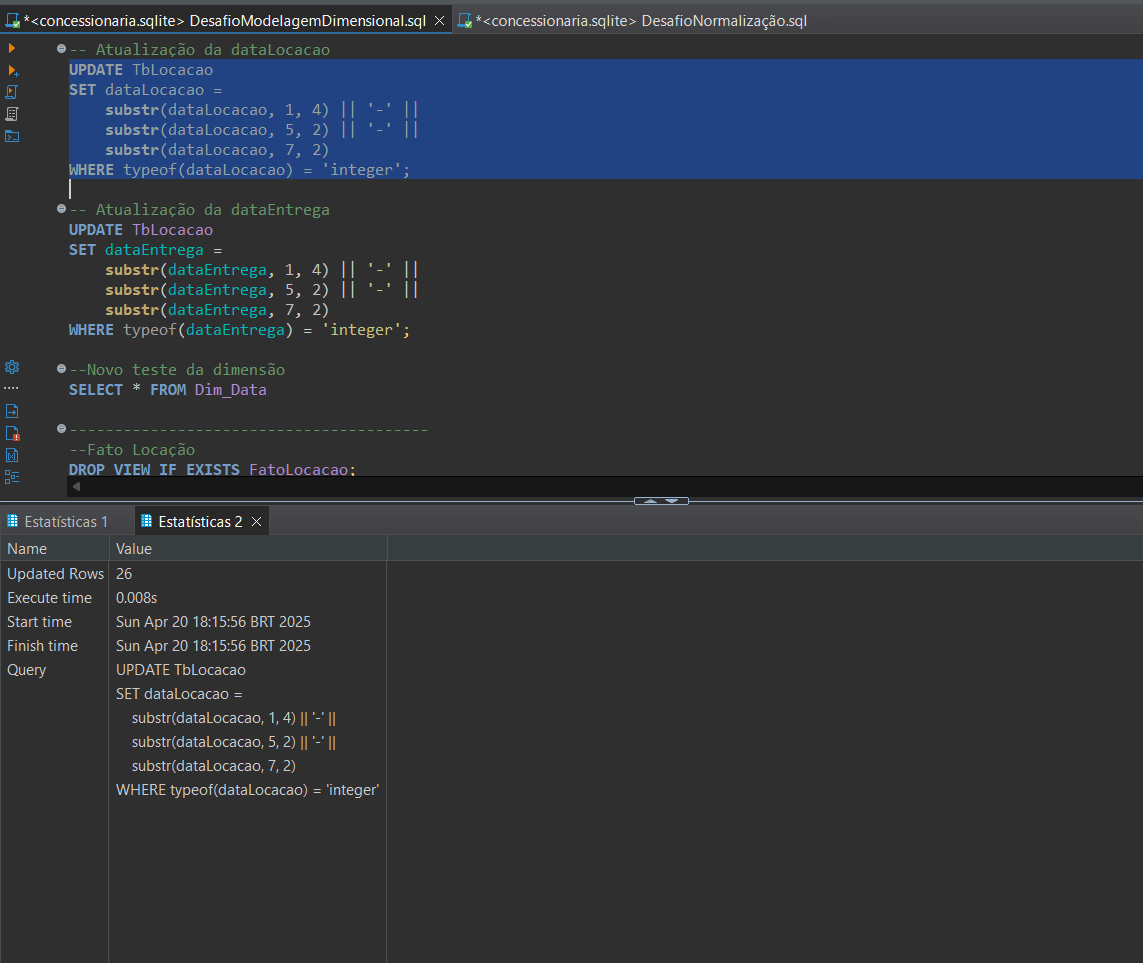 *<concessionaria.sqlite> DesafioModelagemDimensional.sql
*<concessionaria.sqlite> DesafioNormalização.sql
-- Atualização da dataLocacao
UPDATE TbLocacao
SET dataLocacao =
    substr(dataLocacao, 1, 4) || '-' ||
    substr(dataLocacao, 5, 2) || '-' ||
    substr(dataLocacao, 7, 2)
WHERE typeof(dataLocacao) = 'integer';
-- Atualização da dataEntrega
UPDATE TbLocacao
SET dataEntrega =
    substr(dataEntrega, 1, 4) || '-' ||
    substr(dataEntrega, 5, 2) || '-' ||
    substr(dataEntrega, 7, 2)
WHERE typeof(dataEntrega) = 'integer';
--Novo teste da dimensão
SELECT * FROM Dim_Data
----------------------------------------
--Fato Locação
DROP VIEW IF EXISTS FatoLocacao;
Estatísticas 1
Estatísticas 2
Name Value
Updated Rows 26
Execute time 0.008s
Start time Sun Apr 20 18:15:56 BRT 2025
Finish time Sun Apr 20 18:15:56 BRT 2025
Query UPDATE TbLocacao
SET dataLocacao =
    substr(dataLocacao, 1, 4) || '-' ||
    substr(dataLocacao, 5, 2) || '-' ||
    substr(dataLocacao, 7, 2)
WHERE typeof(dataLocacao) = 'integer'